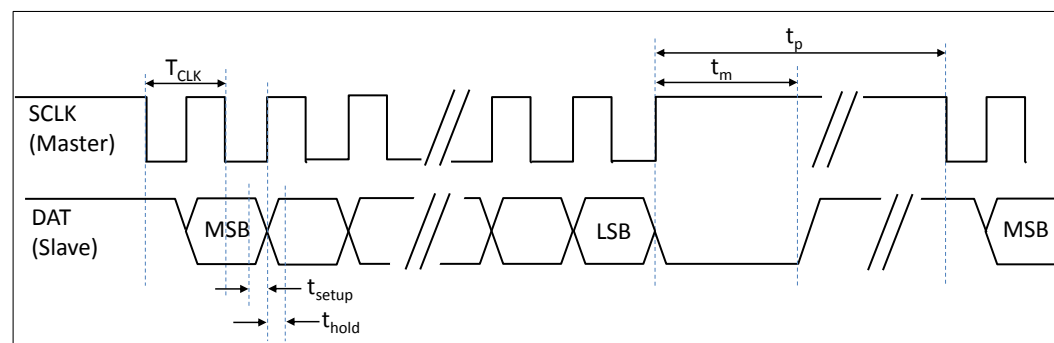 t_p
T_CLK
t_m
SCLK
(Master)
DAT
(Slave)
MSB
LSB
MSB
t_setup
t_hold